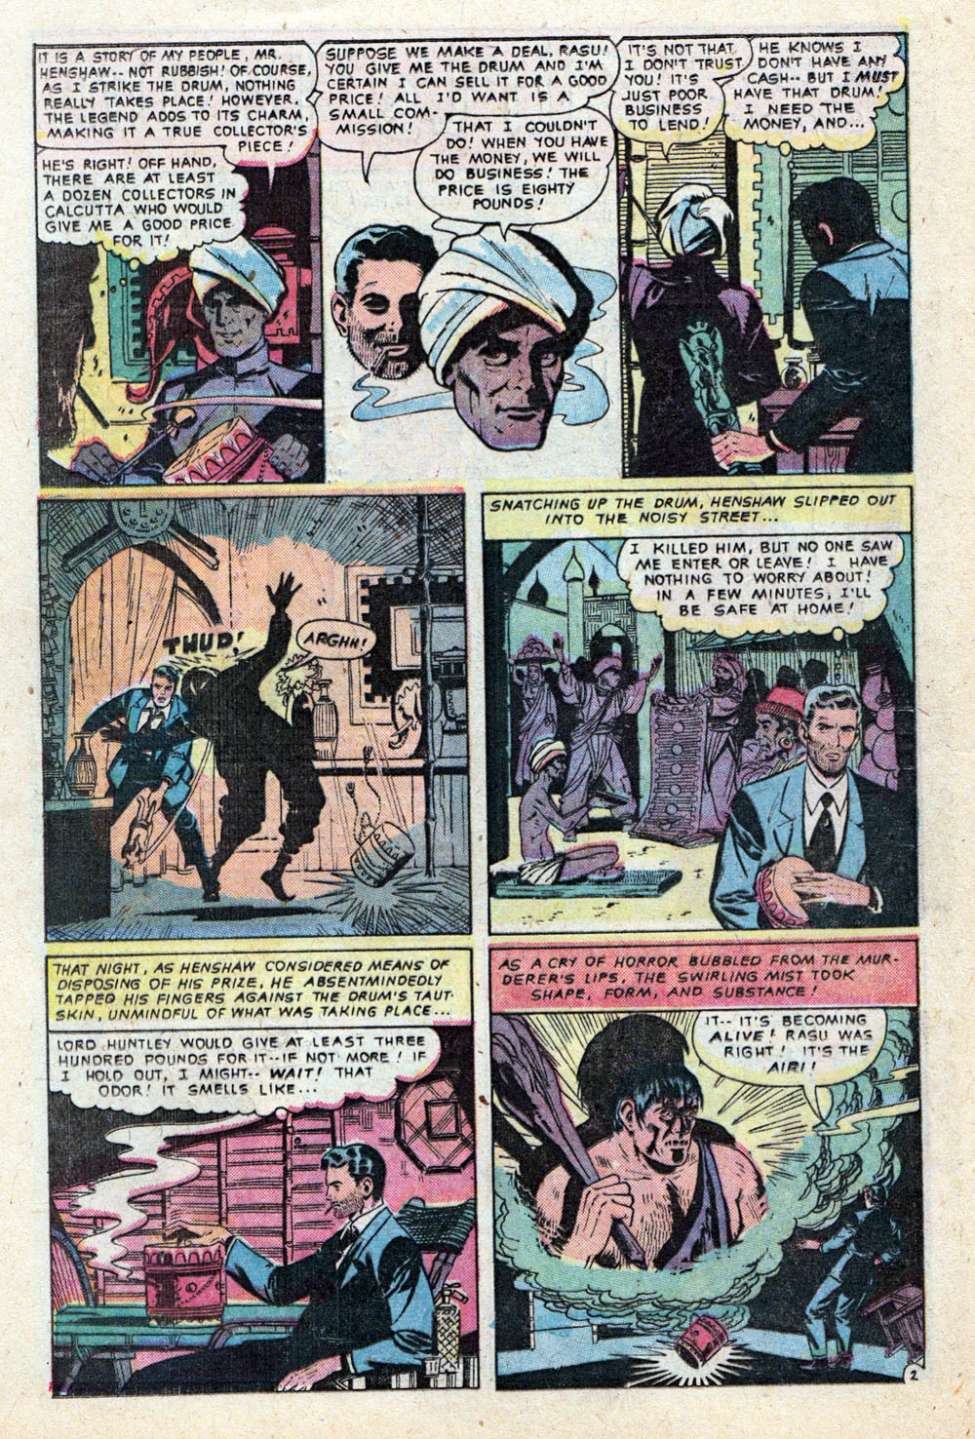 IT IS A STORY OF MY PEOPLE, MR.
HENSHAW-- NOT RUBBISH! OF COURSE,
AS I STRIKE THE DRUM, NOTHING
REALLY TAKES PLACE! HOWEVER,
THE LEGEND ADDS TO ITS CHARM,
MAKING IT A TRUE COLLECTOR'S
PIECE!
HE'S RIGHT! OFF HAND,
THERE ARE AT LEAST
A DOZEN COLLECTORS IN
CALCUTTA WHO WOULD
GIVE ME A GOOD PRICE
FOR IT!
SUPPOSE WE MAKE A DEAL, RASU!
YOU GIVE ME THE DRUM AND I'M
CERTAIN I CAN SELL IT FOR A GOOD
PRICE! ALL I'D WANT IS A
SMALL COM-
MISSION!
THAT I COULDN'T
DO! WHEN YOU HAVE
THE MONEY, WE WILL
DO BUSINESS! THE
PRICE IS EIGHTY
POUNDS!
IT'S NOT THAT
I DON'T TRUST
YOU! IT'S
JUST POOR
BUSINESS
TO LEND!
HE KNOWS I
DON'T HAVE ANY
CASH-- BUT I MUST
HAVE THAT DRUM!
I NEED THE
MONEY, AND...
THUD!
ARGHH!
SNATCHING UP THE DRUM, HENSHAW SLIPPED OUT
INTO THE NOISY STREET...
I KILLED HIM, BUT NO ONE SAW
ME ENTER OR LEAVE! I HAVE
NOTHING TO WORRY ABOUT!
IN A FEW MINUTES, I'LL
BE SAFE AT HOME!
THAT NIGHT, AS HENSHAW CONSIDERED MEANS OF
DISPOSING OF HIS PRIZE, HE ABSENTMINDEDLY
TAPPED HIS FINGERS AGAINST THE DRUM'S TAUT-
SKIN, UNMINDFUL OF WHAT WAS TAKING PLACE...
LORD HUNTLEY WOULD GIVE AT LEAST THREE
HUNDRED POUNDS FOR IT--IF NOT MORE! IF
I HOLD OUT, I MIGHT-- WAIT! THAT
ODOR! IT SMELLS LIKE...
AS A CRY OF HORROR BUBBLED FROM THE MUR-
DERER'S LIPS, THE SWIRLING MIST TOOK
SHAPE, FORM, AND SUBSTANCE!
IT-- IT'S BECOMING
ALIVE! RASU WAS
RIGHT! IT'S THE
AIRI!
2